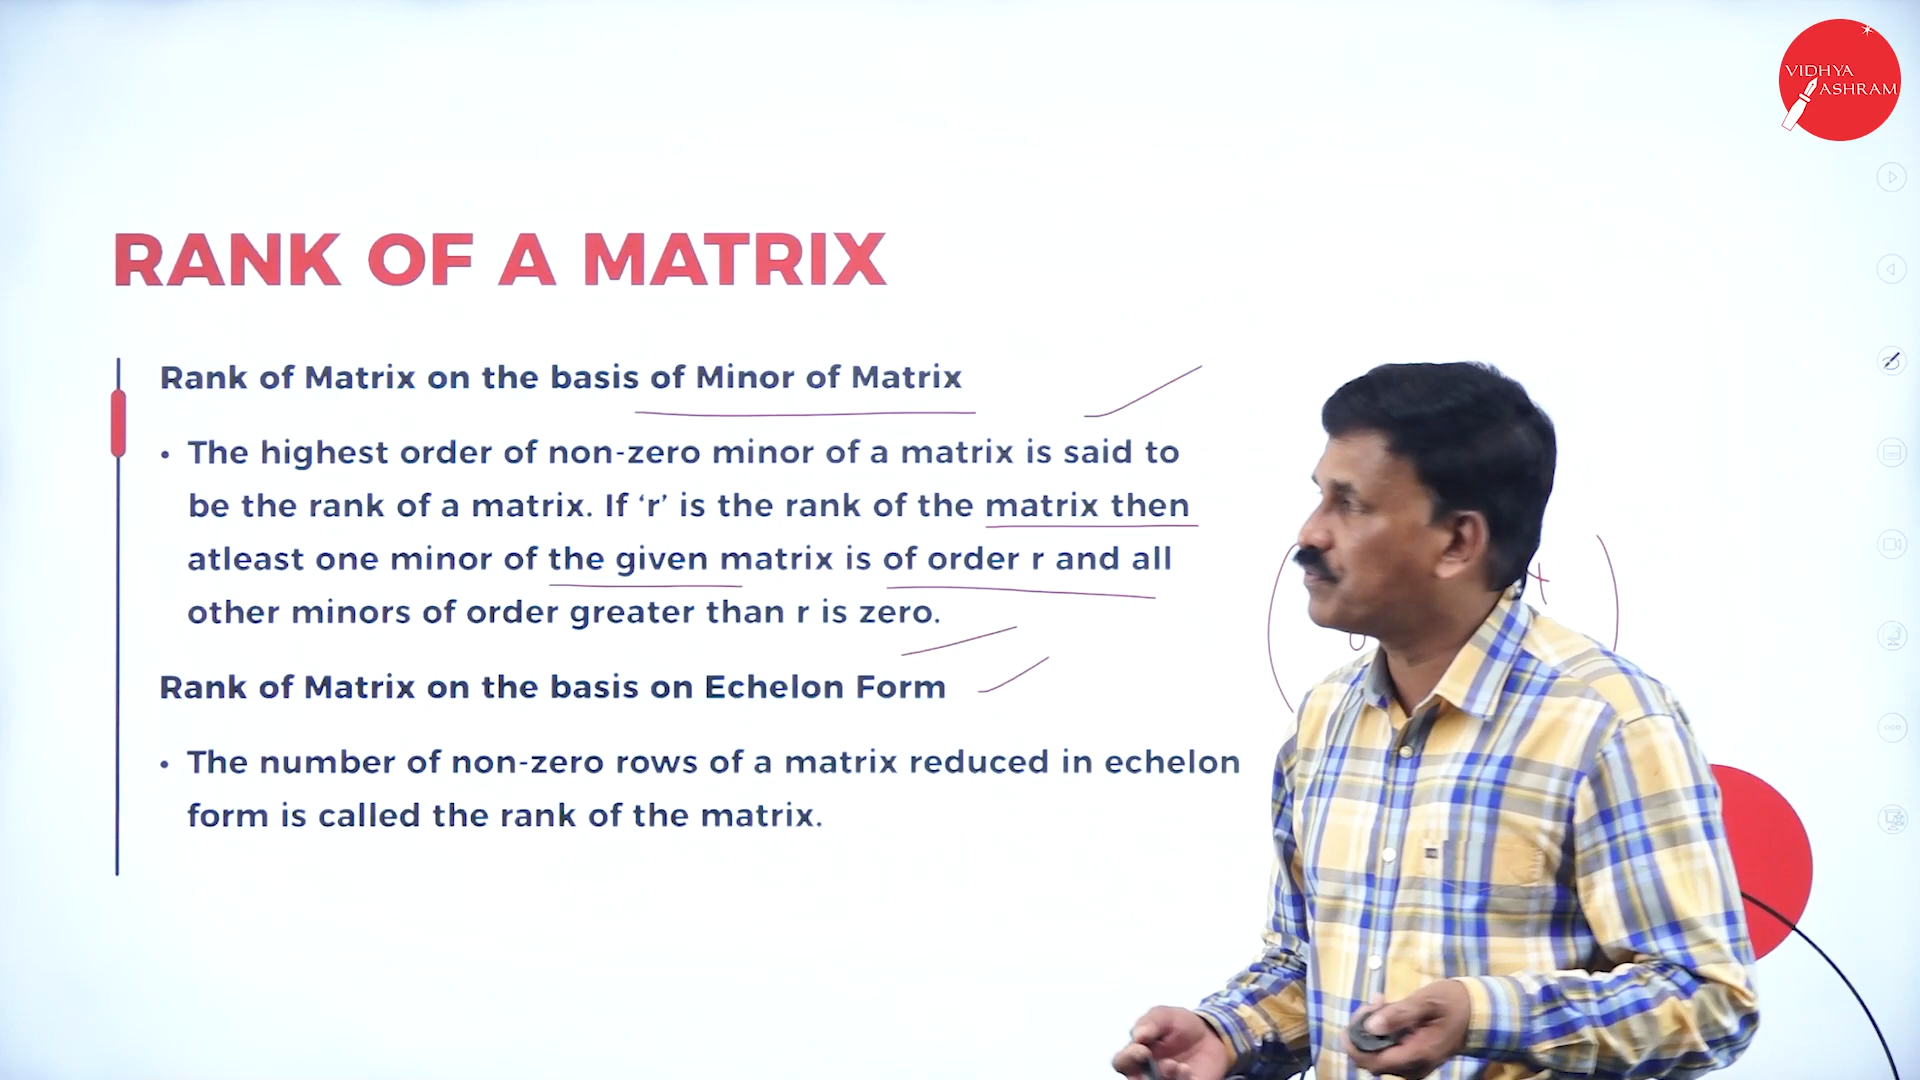 VIDHYA
ASHRAM
RANK OF A MATRIX
Rank of Matrix on the basis of Minor of Matrix
• The highest order of non-zero minor of a matrix is said to
be the rank of a matrix. If ‘r’ is the rank of the matrix then
atleast one minor of the given matrix is of order r and all
other minors of order greater than r is zero.
Rank of Matrix on the basis on Echelon Form
• The number of non-zero rows of a matrix reduced in echelon
form is called the rank of the matrix.